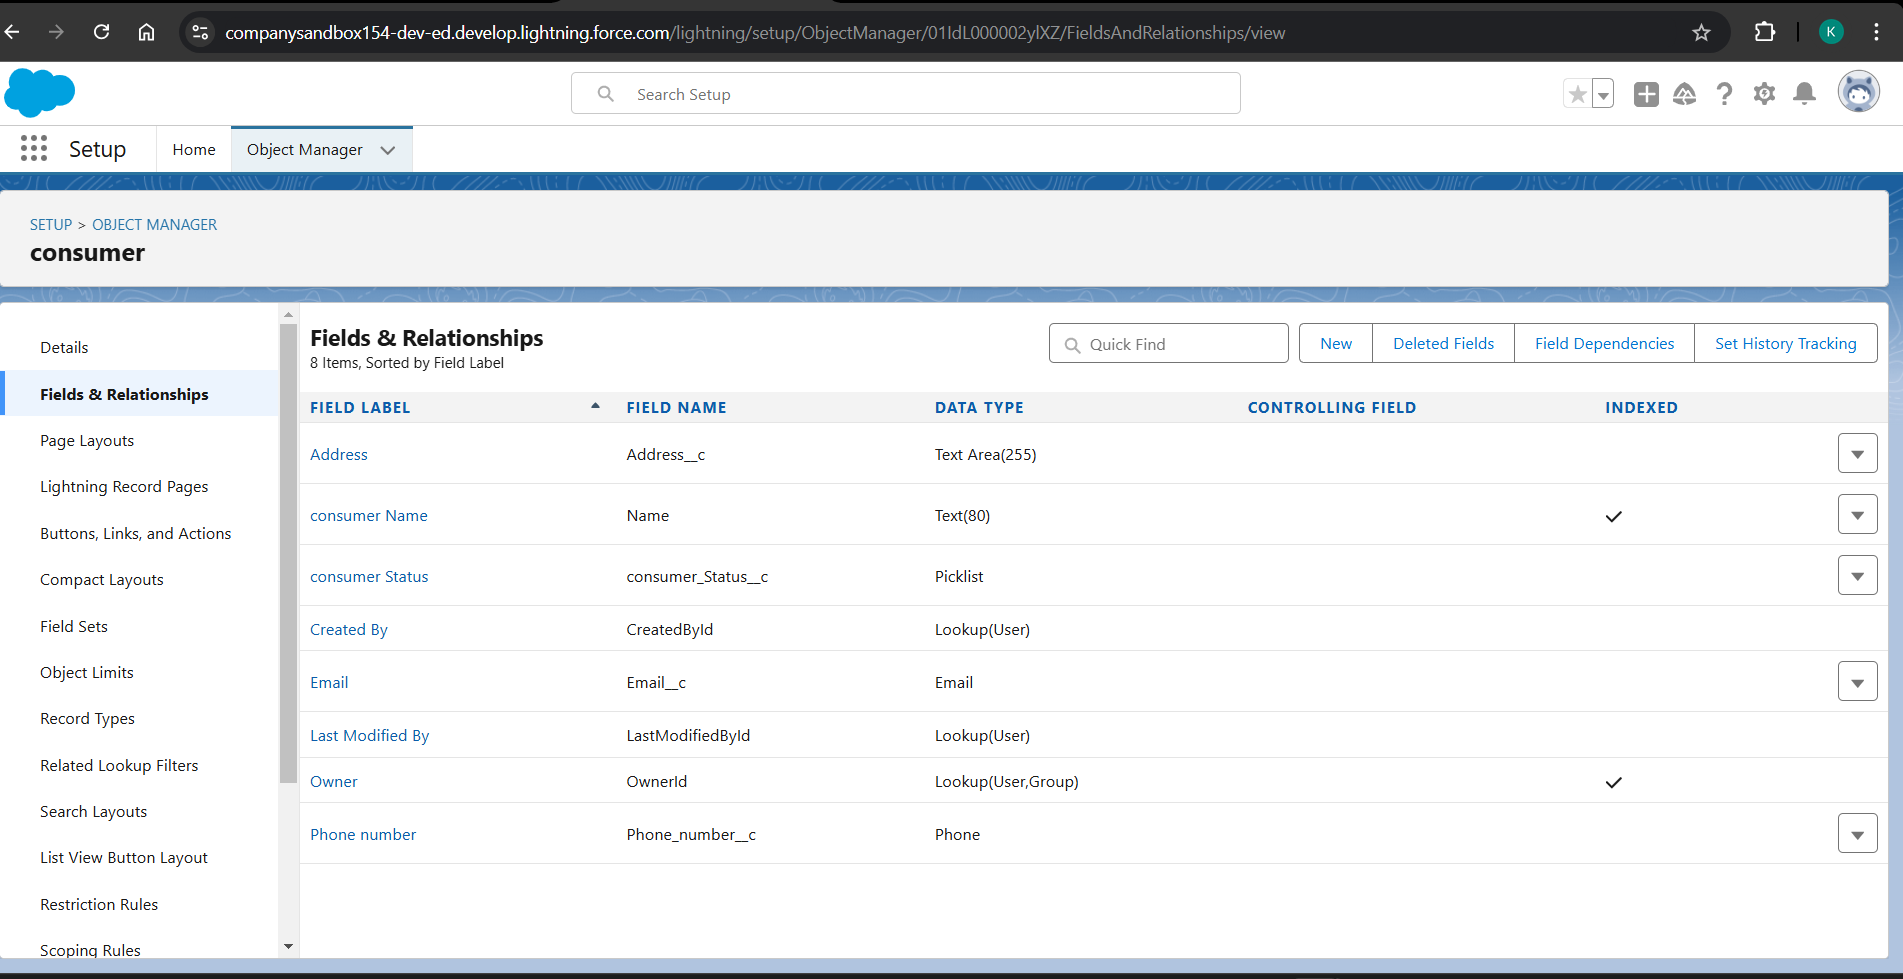 companysandbox154-dev-ed.develop.lightning.force.com/lightning/setup/ObjectManager/01IdL000002ylXZ/FieldsAndRelationships/view
K
Search Setup
Setup
Home
Object Manager
SETUP > OBJECT MANAGER
consumer
Details
Fields & Relationships
Page Layouts
Lightning Record Pages
Buttons, Links, and Actions
Compact Layouts
Field Sets
Object Limits
Record Types
Related Lookup Filters
Search Layouts
List View Button Layout
Restriction Rules
Scoping Rules
Fields & Relationships
8 Items, Sorted by Field Label
Quick Find
New
Deleted Fields
Field Dependencies
Set History Tracking
FIELD LABEL FIELD NAME DATA TYPE CONTROLLING FIELD INDEXED
Address Address__c Text Area(255)
consumer Name Name Text(80)
consumer Status consumer_Status__c Picklist
Created By CreatedById Lookup(User)
Email Email__c Email
Last Modified By LastModifiedById Lookup(User)
Owner OwnerId Lookup(User,Group)
Phone number Phone_number__c Phone